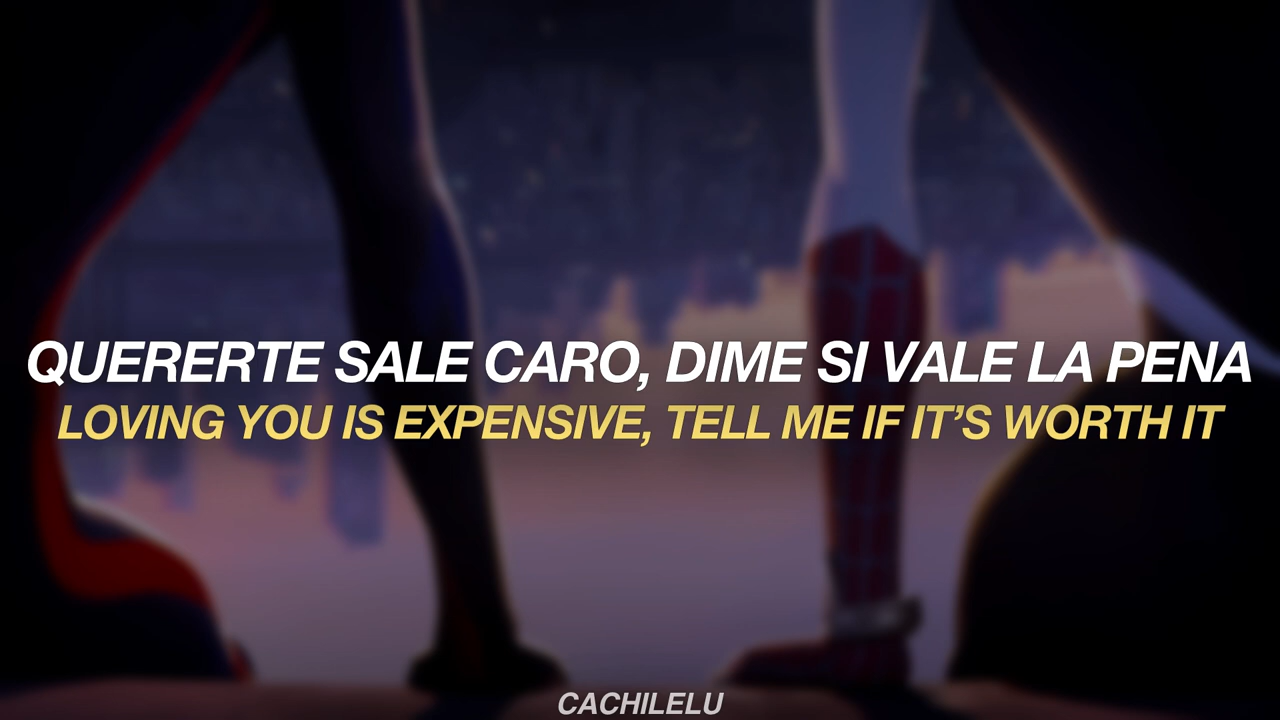 QUERERTE SALE CARO, DIME SI VALE LA PENA
LOVING YOU IS EXPENSIVE, TELL ME IF IT’S WORTH IT
CACHILELU